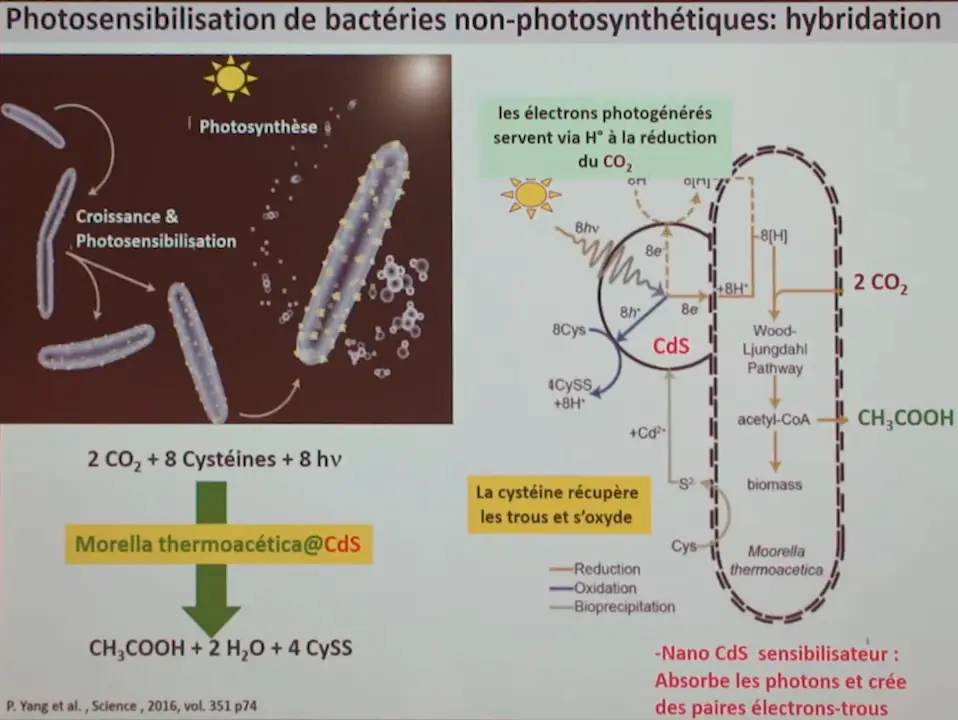 Photosensibilisation de bactéries non-photosynthétiques: hybridation
Photosynthèse
Croissance &
Photosensibilisation
2 CO₂ + 8 Cystéines + 8 hν
Morella thermoacética@CdS
CH₃COOH + 2 H₂O + 4 CySS
P. Yang et al. , Science , 2016, vol. 351 p74
les électrons photogénérés
servent via H° à la réduction
du CO₂
8H
8[H]
8hν
8e⁻
8[H]
+8H⁺
8e⁻
8h⁺
2 CO₂
8Cys
CdS
Wood-
Ljungdahl
Pathway
4CySS
+8H⁺
acetyl-CoA
CH₃COOH
+Cd²⁺
S²⁻
biomass
La cystéine récupère
les trous et s’oxyde
Cys
Moorella
thermoacetica
Reduction
Oxidation
Bioprecipitation
-Nano CdS sensibilisateur :
Absorbe les photons et crée
des paires électrons-trous